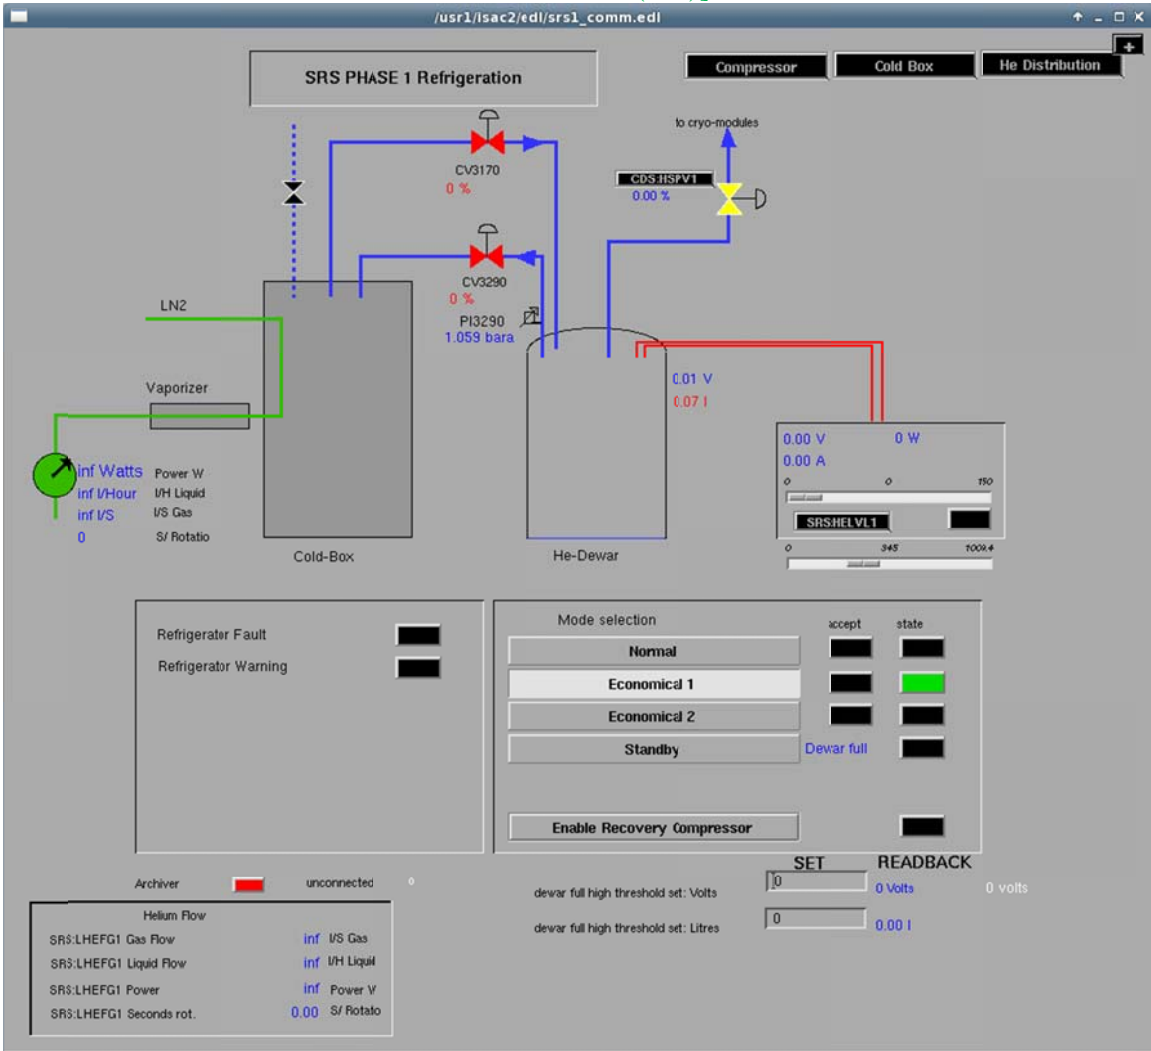 /usr1/isac2/edl/srs1_comm.edl
SRS PHASE 1 Refrigeration
Compressor
Cold Box
He Distribution
to cryo-modules
CV3170
0 %
CDS:HSPV1
0.00 %
CV3290
0 %
PI3290
1.059 bara
LN2
Vaporizer
0.01 V
0.07 l
inf Watts Power W
inf l/Hour l/H Liquid
inf l/S l/S Gas
0 S/ Rotatio
0.00 V 0 W
0.00 A
0 0 150
SRS:HELVL1
0 345 1009.4
Cold-Box
He-Dewar
Refrigerator Fault
Refrigerator Warning
Mode selection accept state
Normal
Economical 1
Economical 2
Standby Dewar full
Enable Recovery Compressor
SET READBACK
dewar full high threshold set: Volts 0 0 Volts 0 volts
dewar full high threshold set: Litres 0 0.00 l
Archiver unconnected 0
Helium Flow
SRS:LHEFG1 Gas Flow inf l/S Gas
SRS:LHEFG1 Liquid Flow inf l/H Liquid
SRS:LHEFG1 Power inf Power W
SRS:LHEFG1 Seconds rot. 0.00 S/ Rotatio